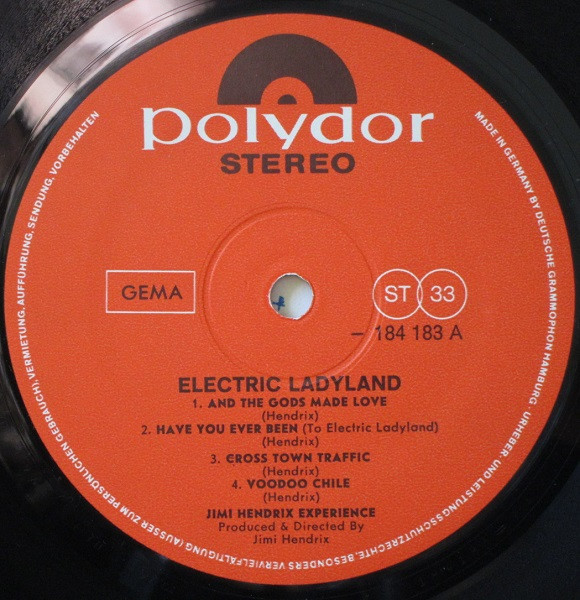 polydor
STEREO
GEMA
ST 33
– 184 183 A
ELECTRIC LADYLAND
1. AND THE GODS MADE LOVE
(Hendrix)
2. HAVE YOU EVER BEEN (To Electric Ladyland)
(Hendrix)
3. CROSS TOWN TRAFFIC
(Hendrix)
4. VOODOO CHILE
(Hendrix)
JIMI HENDRIX EXPERIENCE
Produced & Directed By
Jimi Hendrix
MADE IN GERMANY BY DEUTSCHE GRAMMOPHON HAMBURG · URHEBER- UND LEISTUNGSSCHUTZRECHTE, BESONDERS VERVIELFÄLTIGUNG (AUSSER ZUM PERSÖNLICHEN GEBRAUCH), VERMIETUNG, AUFFÜHRUNG, SENDUNG, VORBEHALTEN